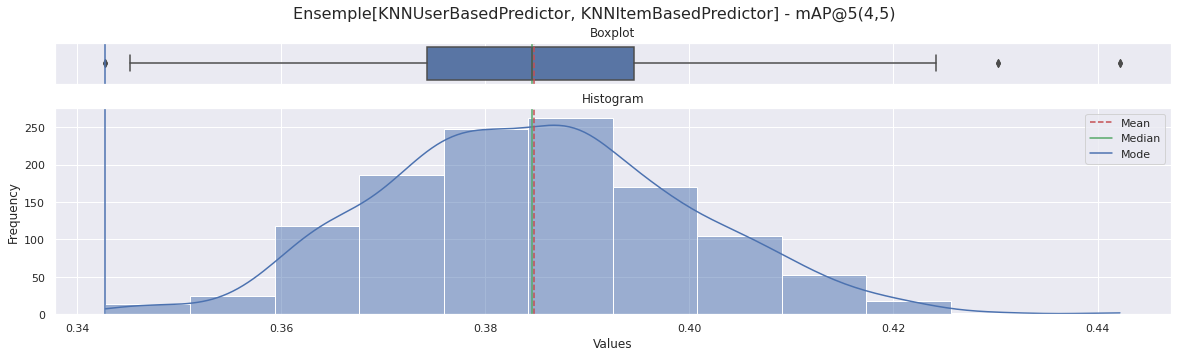 Ensemple[KNNUserBasedPredictor, KNNItemBasedPredictor] - mAP@5(4,5)
Boxplot
Histogram
Mean
Median
Mode
250
200
150
100
50
0
Frequency
0.34 0.36 0.38 0.40 0.42 0.44
Values